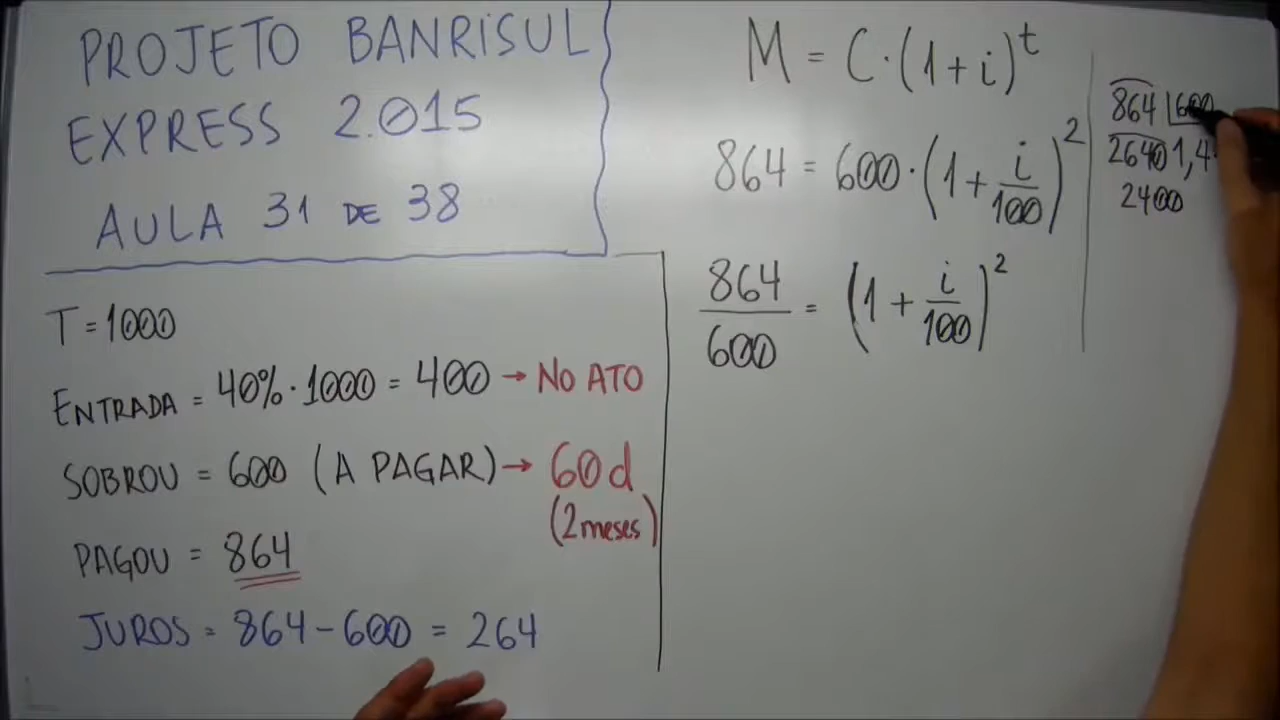 PROJETO BANRISUL
EXPRESS 2.015
AULA 31 DE 38
T = 1000
ENTRADA = 40% · 1000 = 400 → NO ATO
SOBROU = 600 (A PAGAR) → 60d
(2 meses)
PAGOU = 864
JUROS = 864 - 600 = 264
M = C · (1 + i)^t
864 = 600 · (1 + i/100)^2
864/600 = (1 + i/100)^2
864 | 600
2640 1,4
2400